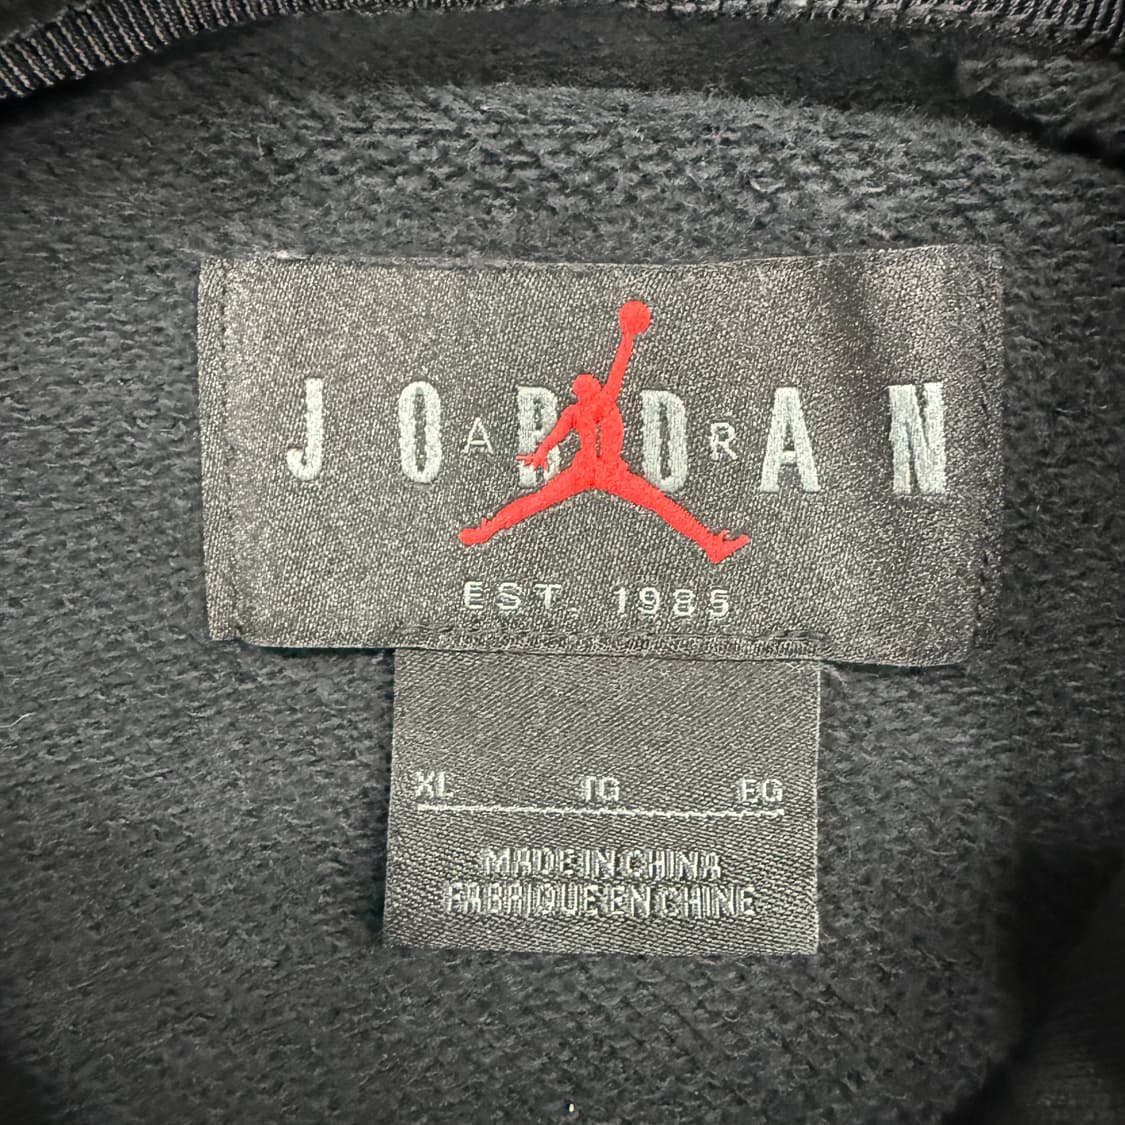 JORDAN
AIR
EST. 1985
XL TG EG
MADE IN CHINA
FABRIQUE EN CHINE